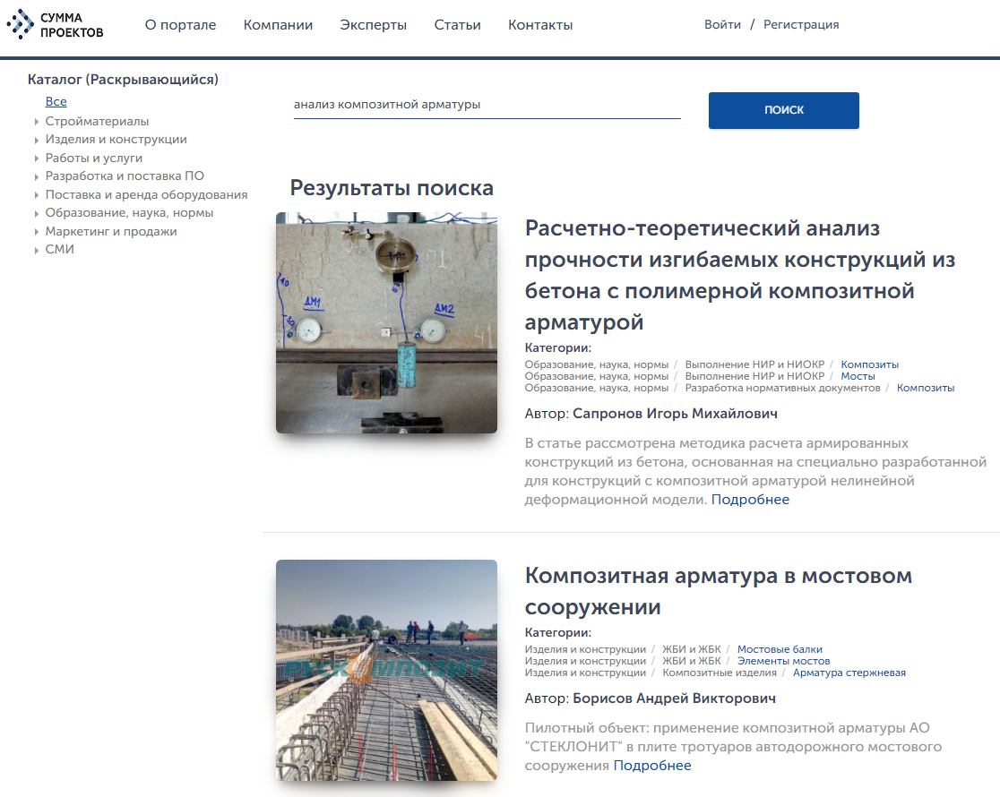 СУММА
ПРОЕКТОВ
О портале Компании Эксперты Статьи Контакты Войти / Регистрация
Каталог (Раскрывающийся)
Все
Стройматериалы
Изделия и конструкции
Работы и услуги
Разработка и поставка ПО
Поставка и аренда оборудования
Образование, наука, нормы
Маркетинг и продажи
СМИ
анализ композитной арматуры
ПОИСК
Результаты поиска
ДМ1
ДМ2
Расчетно-теоретический анализ
прочности изгибаемых конструкций из
бетона с полимерной композитной
арматурой
Категории:
Образование, наука, нормы / Выполнение НИР и НИОКР / Композиты
Образование, наука, нормы / Выполнение НИР и НИОКР / Мосты
Образование, наука, нормы / Разработка нормативных документов / Композиты
Автор: Сапронов Игорь Михайлович
В статье рассмотрена методика расчета армированных
конструкций из бетона, основанная на специально разработанной
для конструкций с композитной арматурой нелинейной
деформационной модели. Подробнее
РУСКОМПОЗИТ
Композитная арматура в мостовом
сооружении
Категории:
Изделия и конструкции / ЖБИ и ЖБК / Мостовые балки
Изделия и конструкции / ЖБИ и ЖБК / Элементы мостов
Изделия и конструкции / Композитные изделия / Арматура стержневая
Автор: Борисов Андрей Викторович
Пилотный объект: применение композитной арматуры АО
"СТЕКЛОНИТ" в плите тротуаров автодорожного мостового
сооружения Подробнее